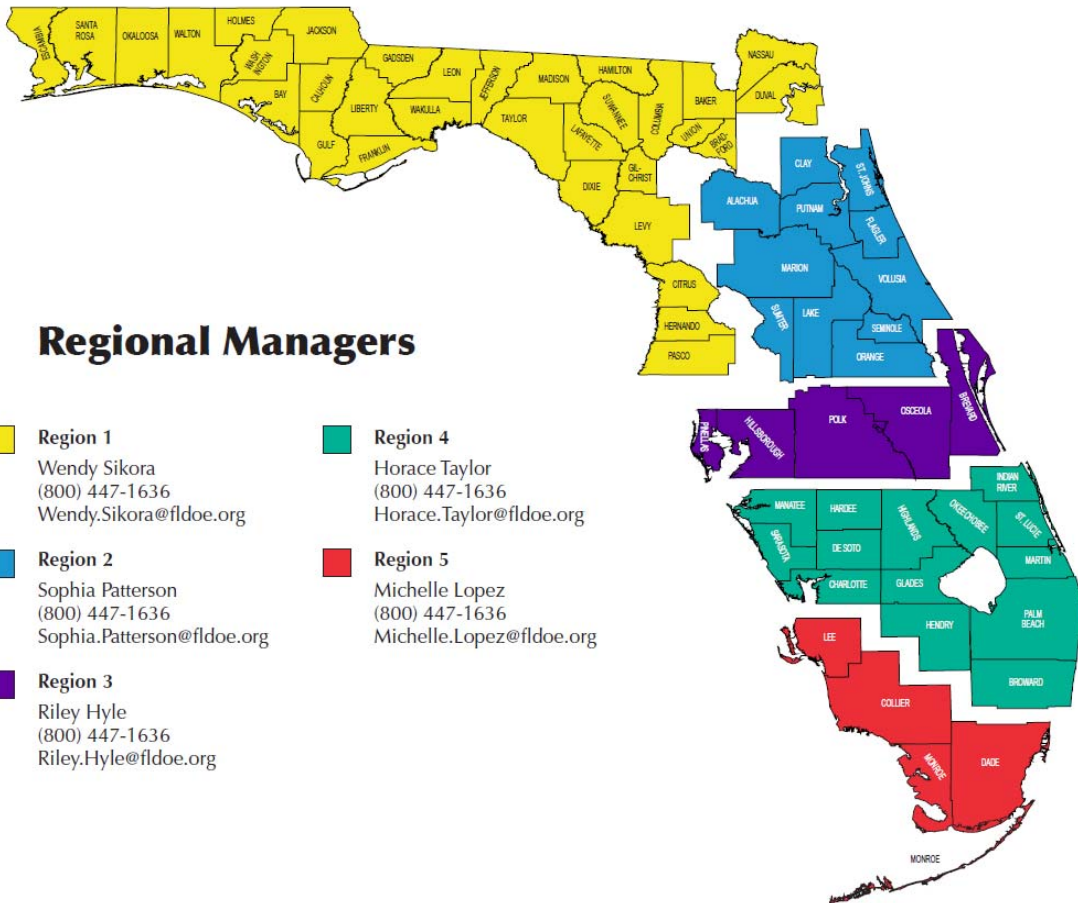 HOLMES
SANTA
ROSA
ESCAMBIA
OKALOOSA
WALTON
JACKSON
WASH
INGTON
BAY
CALHOUN
GADSDEN
LEON
JEFFERSON
MADISON
HAMILTON
NASSAU
DUVAL
BAKER
LIBERTY
WAKULLA
TAYLOR
SUWANNEE
COLUMBIA
LAFAYETTE
UNION
BRAD-
FORD
GULF
FRANKLIN
DIXIE
GIL-
CHRIST
LEVY
CITRUS
HERNANDO
PASCO
CLAY
ST. JOHNS
ALACHUA
PUTNAM
FLAGLER
MARION
VOLUSIA
SUMTER
LAKE
SEMINOLE
ORANGE
Regional Managers
Region 1
Wendy Sikora
(800) 447-1636
Wendy.Sikora@fldoe.org
Region 2
Sophia Patterson
(800) 447-1636
Sophia.Patterson@fldoe.org
Region 3
Riley Hyle
(800) 447-1636
Riley.Hyle@fldoe.org
Region 4
Horace Taylor
(800) 447-1636
Horace.Taylor@fldoe.org
Region 5
Michelle Lopez
(800) 447-1636
Michelle.Lopez@fldoe.org
PINELLAS
HILLSBOROUGH
POLK
OSCEOLA
BREVARD
INDIAN
RIVER
MANATEE
HARDEE
HIGHLANDS
OKEECHOBEE
ST. LUCIE
SARASOTA
DE SOTO
MARTIN
CHARLOTTE
GLADES
HENDRY
PALM
BEACH
BROWARD
LEE
COLLIER
MONROE
DADE
MONROE